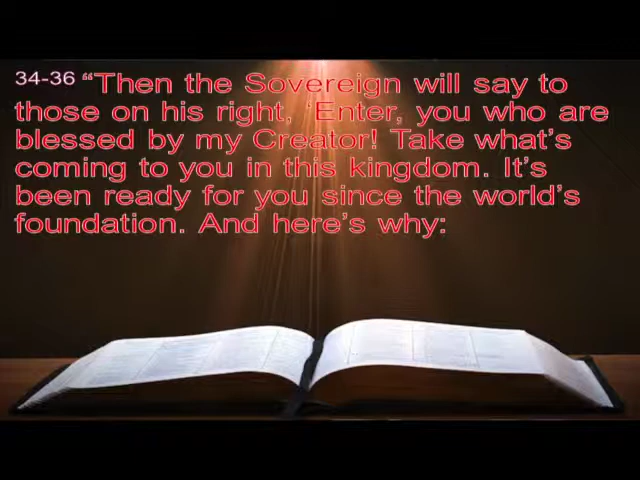 34-36 “Then the Sovereign will say to
those on his right, ‘Enter, you who are
blessed by my Creator! Take what’s
coming to you in this kingdom. It’s
been ready for you since the world’s
foundation. And here’s why: